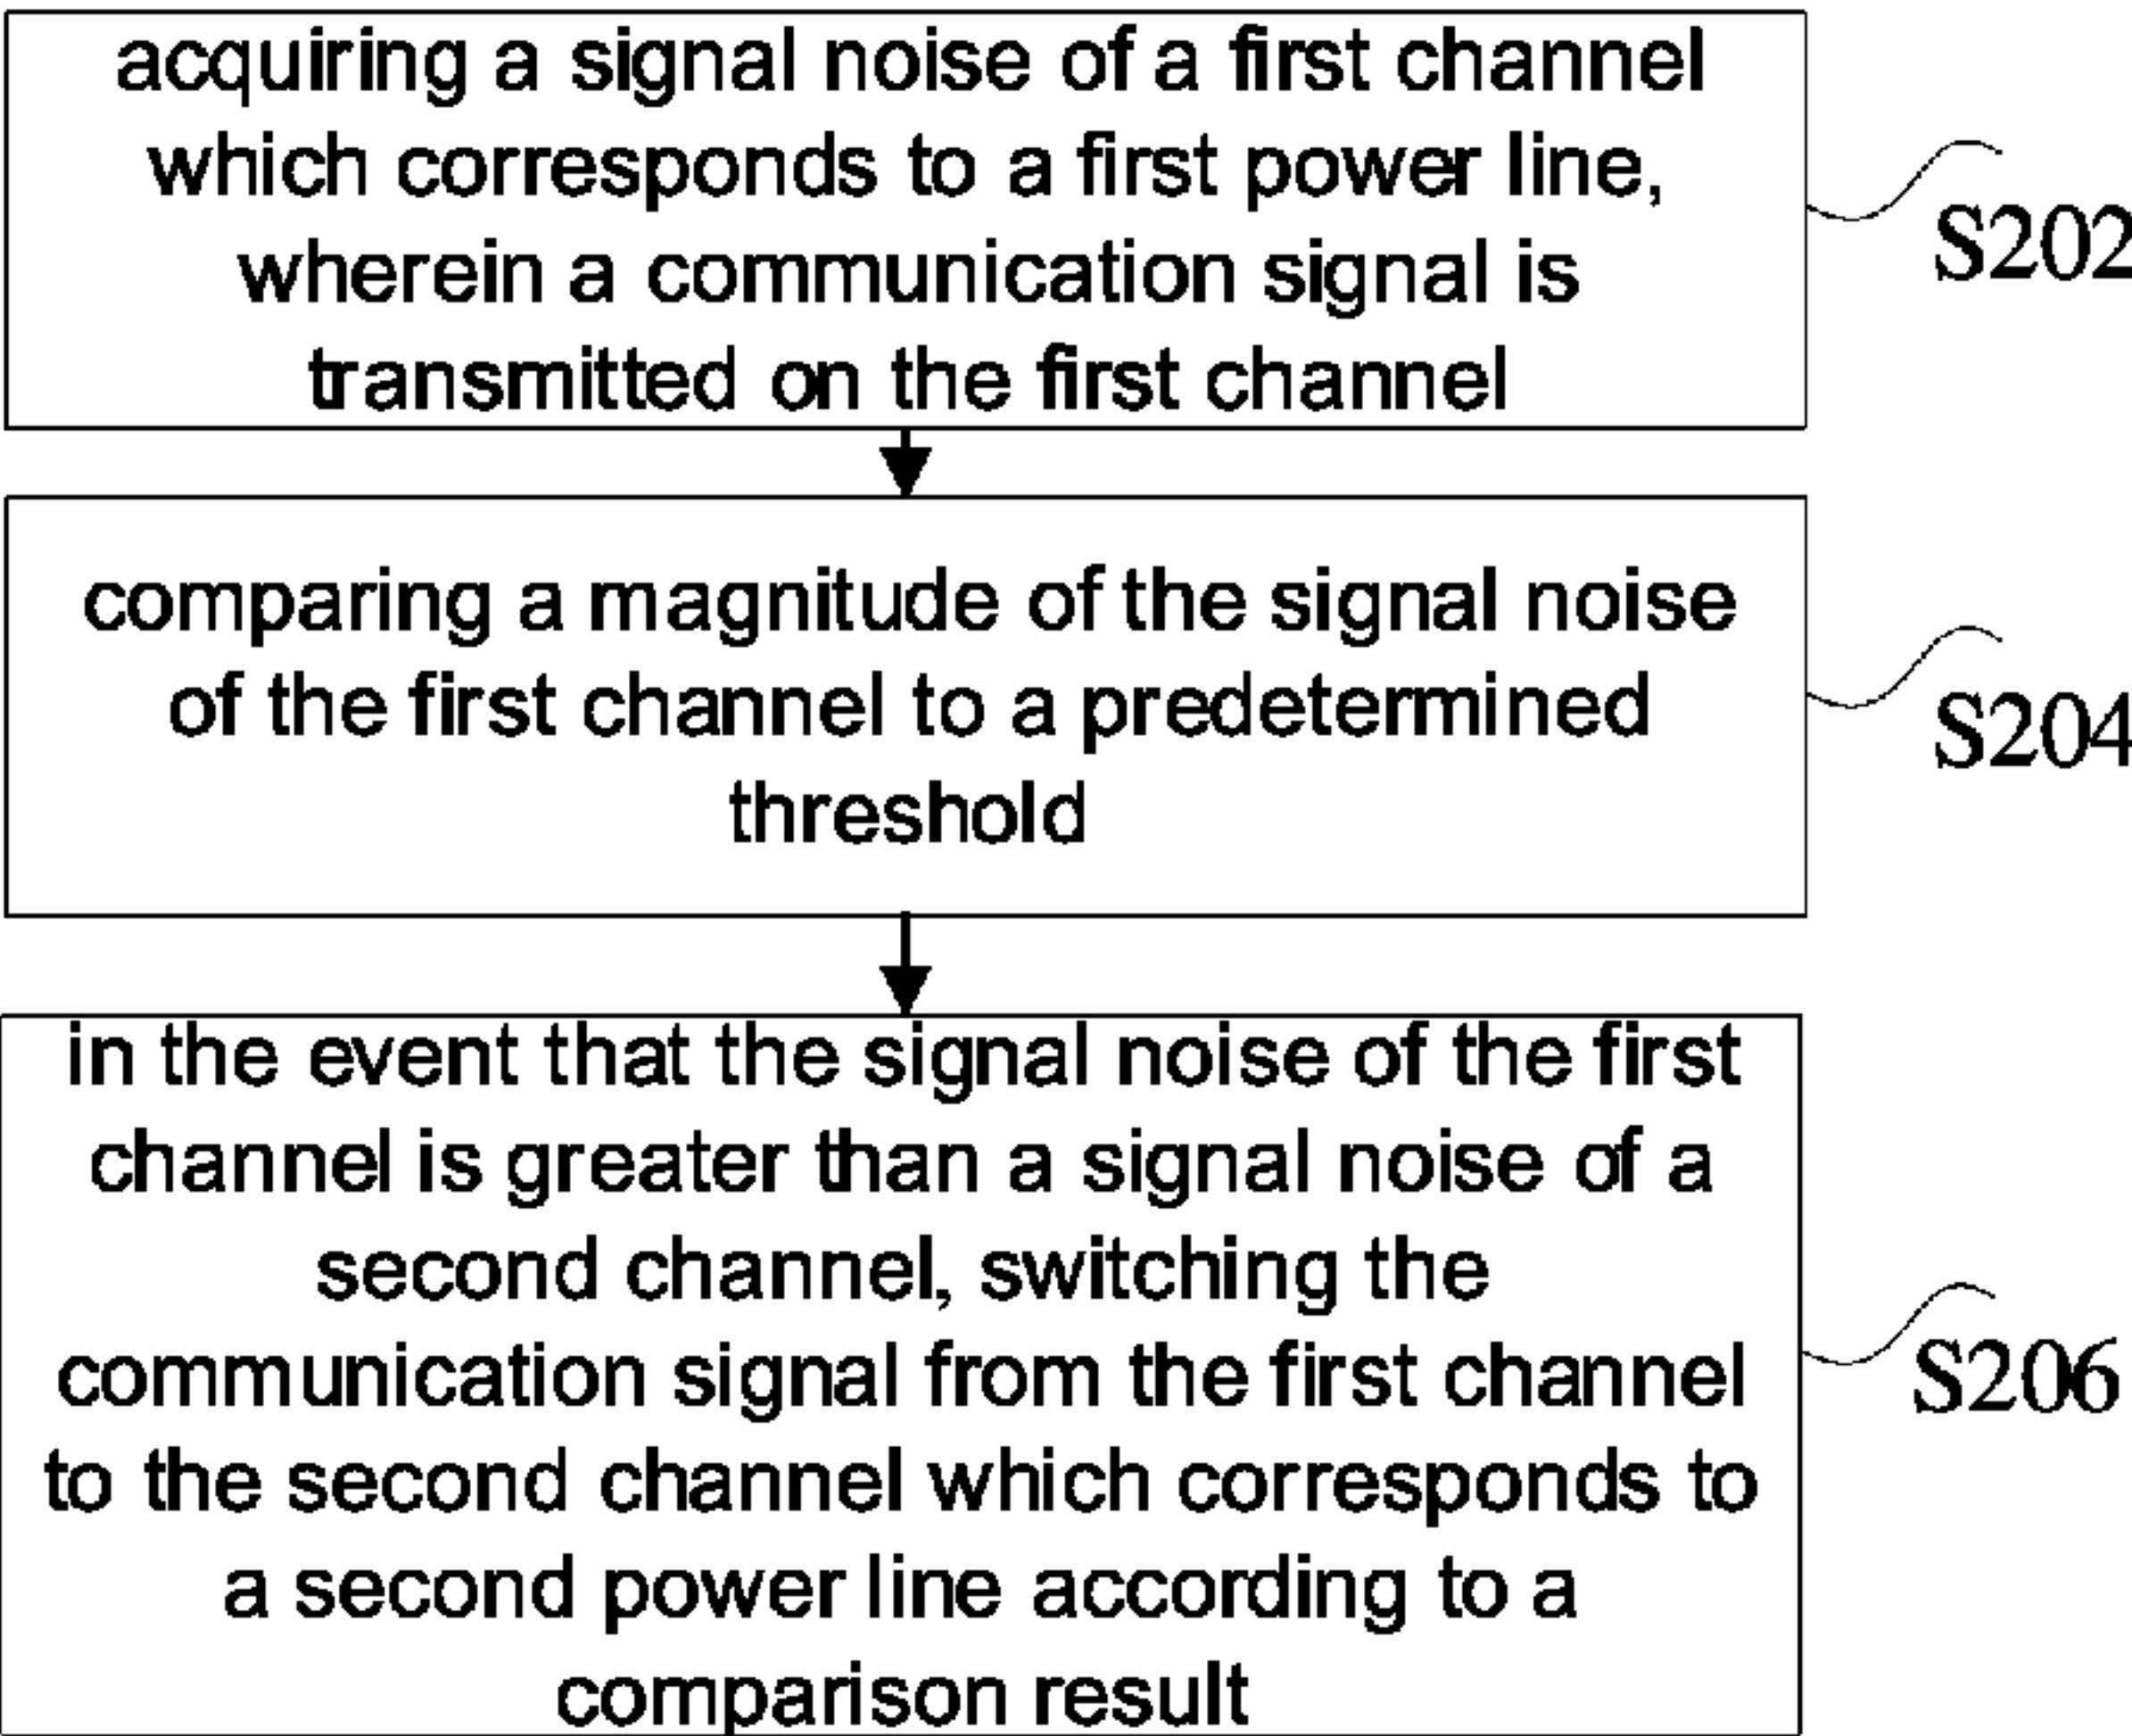 acquiring a signal noise of a first channel
which corresponds to a first power line,
wherein a communication signal is
transmitted on the first channel
S202
comparing a magnitude of the signal noise
of the first channel to a predetermined
threshold
S204
in the event that the signal noise of the first
channel is greater than a signal noise of a
second channel, switching the
communication signal from the first channel
to the second channel which corresponds to
a second power line according to a
comparison result
S206